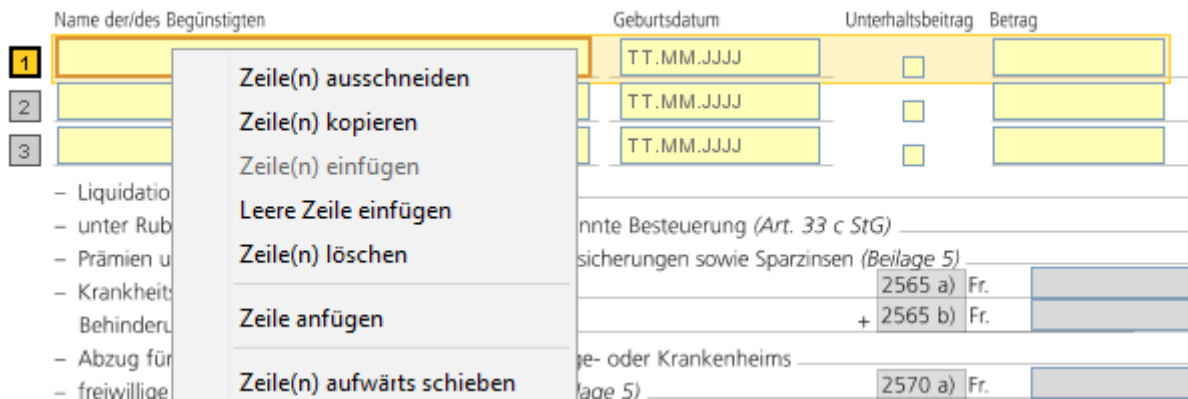 Name der/des Begünstigten Geburtsdatum Unterhaltsbeitrag Betrag
1 TT.MM.JJJJ
2 TT.MM.JJJJ
3 TT.MM.JJJJ
Zeile(n) ausschneiden
Zeile(n) kopieren
Zeile(n) einfügen
Leere Zeile einfügen
Zeile(n) löschen
Zeile anfügen
Zeile(n) aufwärts schieben
– Liquidatio
– unter Rub nnte Besteuerung (Art. 33 c StG)
– Prämien u sicherungen sowie Sparzinsen (Beilage 5)
– Krankheits 2565 a) Fr.
Behinderu + 2565 b) Fr.
– Abzug für ge- oder Krankenheims
– freiwillige lage 5) 2570 a) Fr.